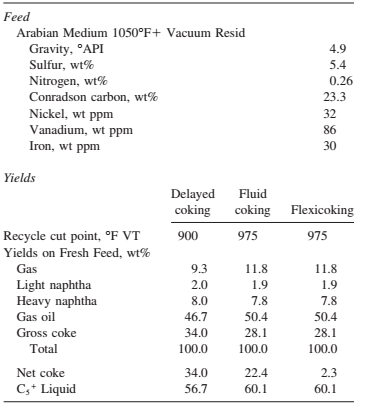 Feed
Arabian Medium 1050°F+ Vacuum Resid
Gravity, °API 4.9
Sulfur, wt% 5.4
Nitrogen, wt% 0.26
Conradson carbon, wt% 23.3
Nickel, wt ppm 32
Vanadium, wt ppm 86
Iron, wt ppm 30
Yields
Delayed coking Fluid coking Flexicoking
Recycle cut point, °F VT 900 975 975
Yields on Fresh Feed, wt%
Gas 9.3 11.8 11.8
Light naphtha 2.0 1.9 1.9
Heavy naphtha 8.0 7.8 7.8
Gas oil 46.7 50.4 50.4
Gross coke 34.0 28.1 28.1
Total 100.0 100.0 100.0
Net coke 34.0 22.4 2.3
C5+ Liquid 56.7 60.1 60.1